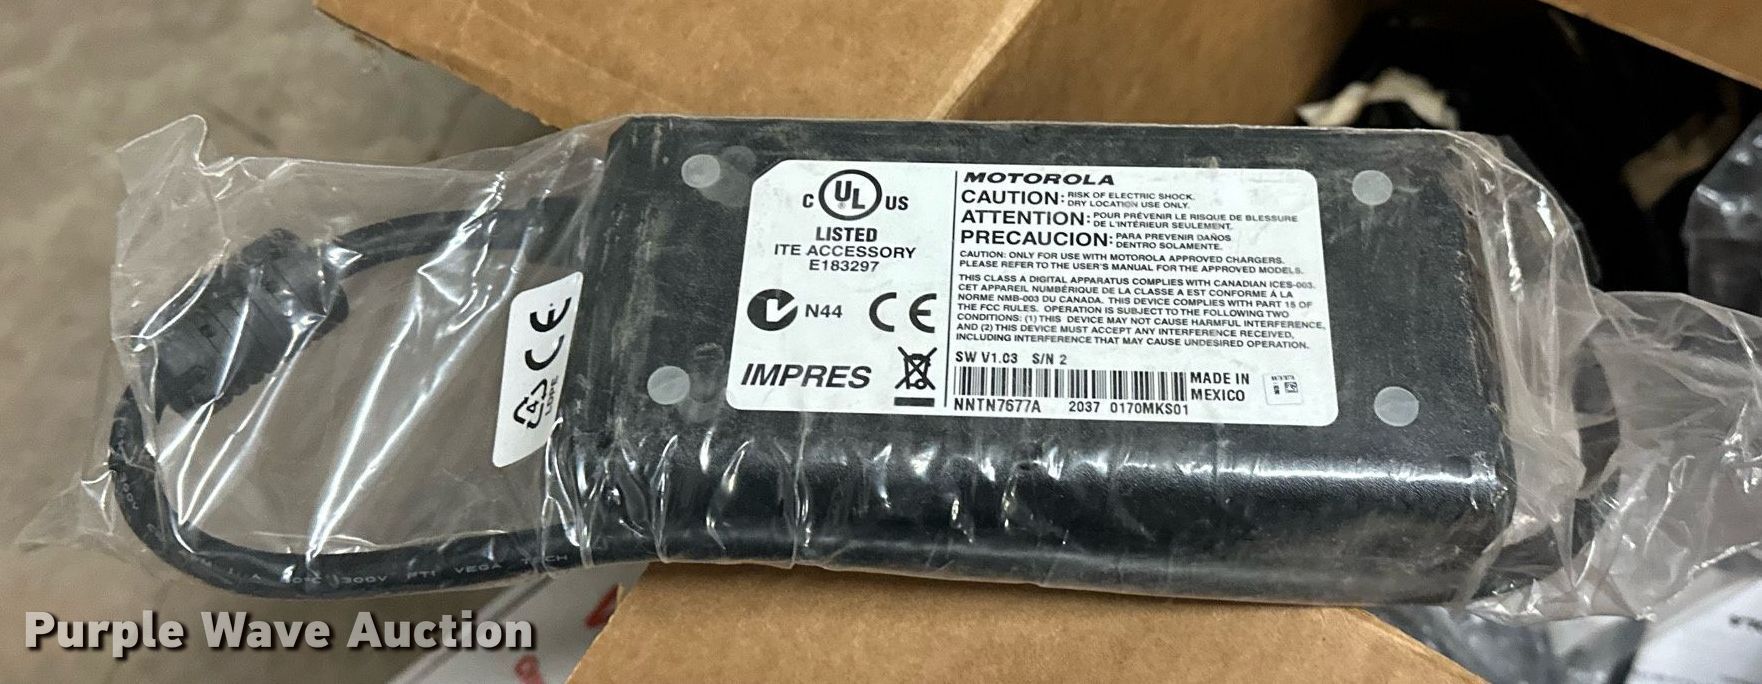 C UL US
LISTED
ITE ACCESSORY
E183297
N44
CE
IMPRES
MOTOROLA
CAUTION: RISK OF ELECTRIC SHOCK.
DRY LOCATION USE ONLY.
ATTENTION: POUR PRÉVENIR LE RISQUE DE BLESSURE
DE L'INTÉRIEUR SEULEMENT.
PRECAUCION: PARA PREVENIR DAÑOS
DENTRO SOLAMENTE.
CAUTION: ONLY FOR USE WITH MOTOROLA APPROVED CHARGERS.
PLEASE REFER TO THE USER'S MANUAL FOR THE APPROVED MODELS.
THIS CLASS A DIGITAL APPARATUS COMPLIES WITH CANADIAN ICES-003.
CET APPAREIL NUMÉRIQUE DE LA CLASSE A EST CONFORME À LA
NORME NMB-003 DU CANADA. THIS DEVICE COMPLIES WITH PART 15 OF
THE FCC RULES. OPERATION IS SUBJECT TO THE FOLLOWING TWO
CONDITIONS: (1) THIS DEVICE MAY NOT CAUSE HARMFUL INTERFERENCE,
AND (2) THIS DEVICE MUST ACCEPT ANY INTERFERENCE RECEIVED,
INCLUDING INTERFERENCE THAT MAY CAUSE UNDESIRED OPERATION.
SW V1.03 S/N 2
MADE IN
MEXICO
NNTN7677A 2037 0170MKS01
CE
4
LDPE
300V
300V FT1 VEGA TECH
Purple Wave Auction